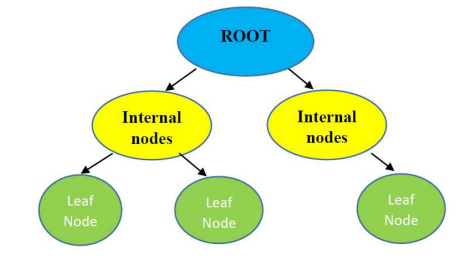 ROOT
Internal
nodes
Internal
nodes
Leaf
Node
Leaf
Node
Leaf
Node